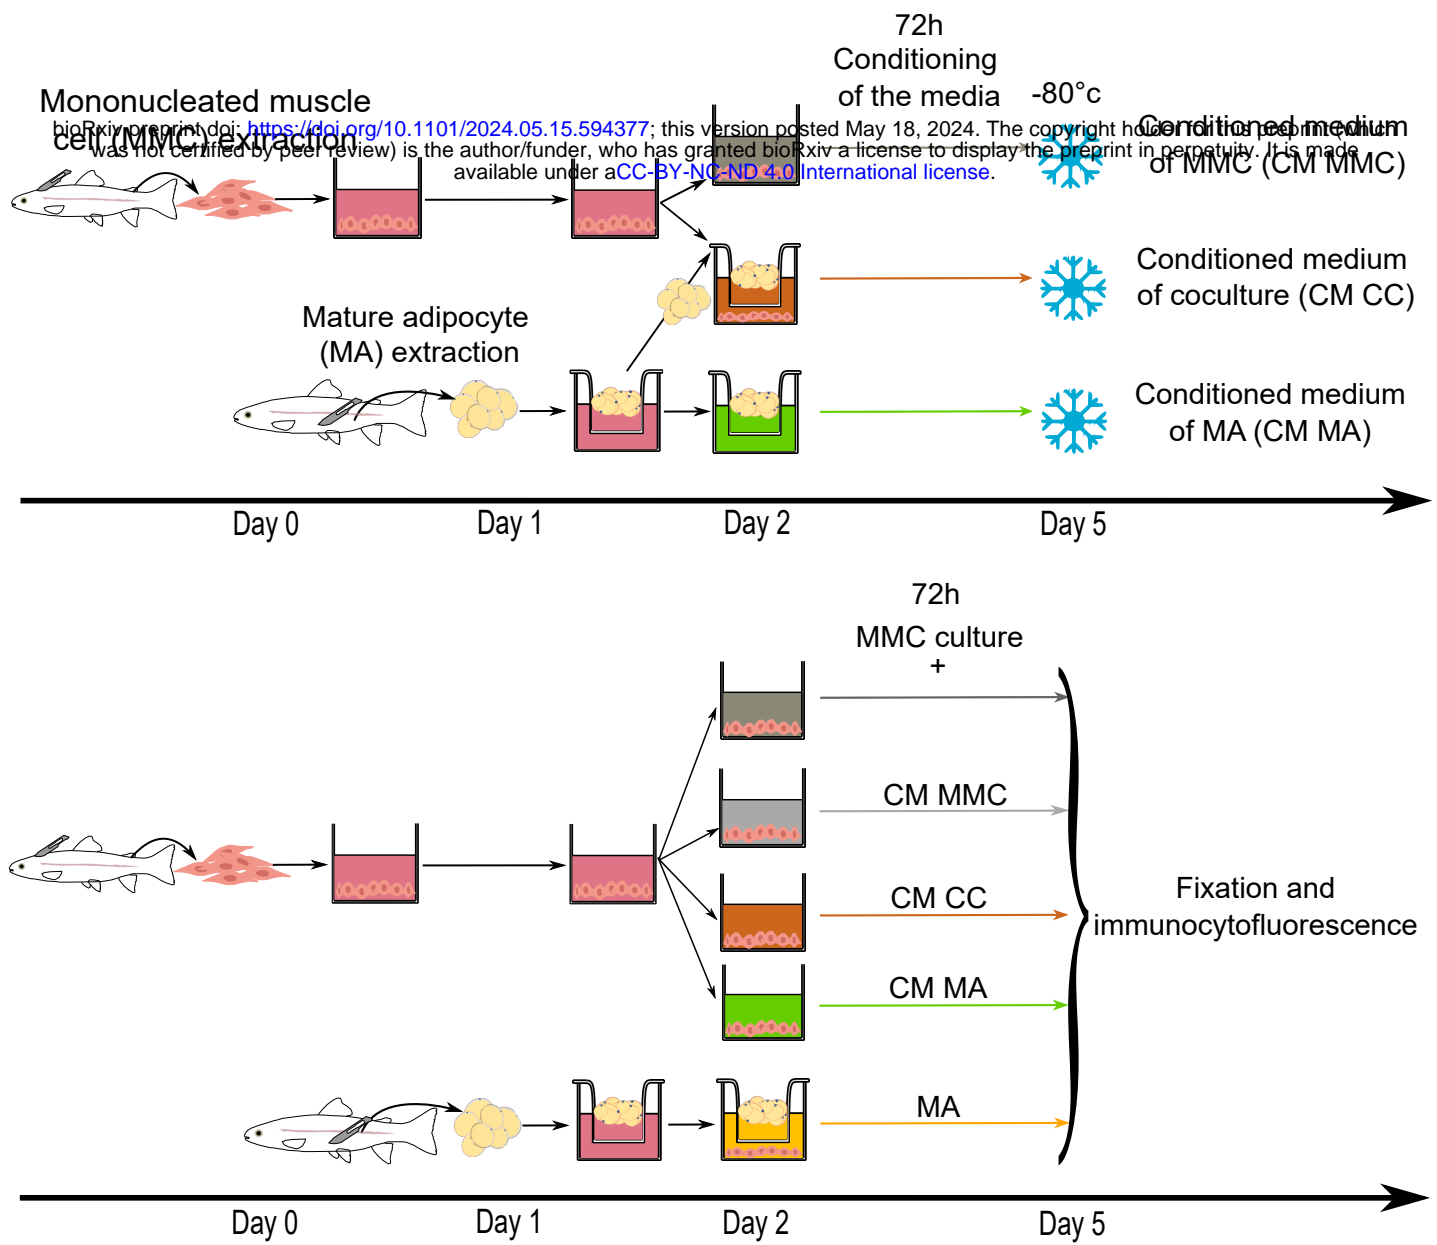 72h
Conditioning
of the media
-80°c
Mononucleated muscle
cell (MMC) extraction
bioRxiv preprint doi: https://doi.org/10.1101/2024.05.15.594377; this version posted May 18, 2024. The copyright holder for this preprint (which
was not certified by peer review) is the author/funder, who has granted bioRxiv a license to display the preprint in perpetuity. It is made
available under aCC-BY-NC-ND 4.0 International license.
Conditioned medium
of MMC (CM MMC)
Conditioned medium
of coculture (CM CC)
Mature adipocyte
(MA) extraction
Conditioned medium
of MA (CM MA)
Day 0
Day 1
Day 2
Day 5
72h
MMC culture
+
CM MMC
CM CC
CM MA
MA
Fixation and
immunocytofluorescence
Day 0
Day 1
Day 2
Day 5